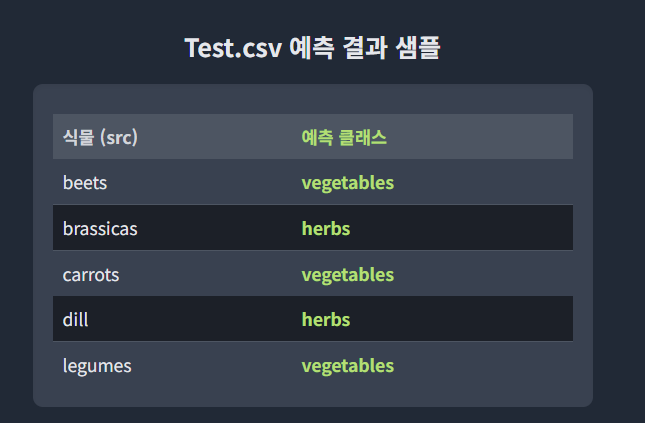 Test.csv 예측 결과 샘플
식물 (src) 예측 클래스
beets vegetables
brassicas herbs
carrots vegetables
dill herbs
legumes vegetables